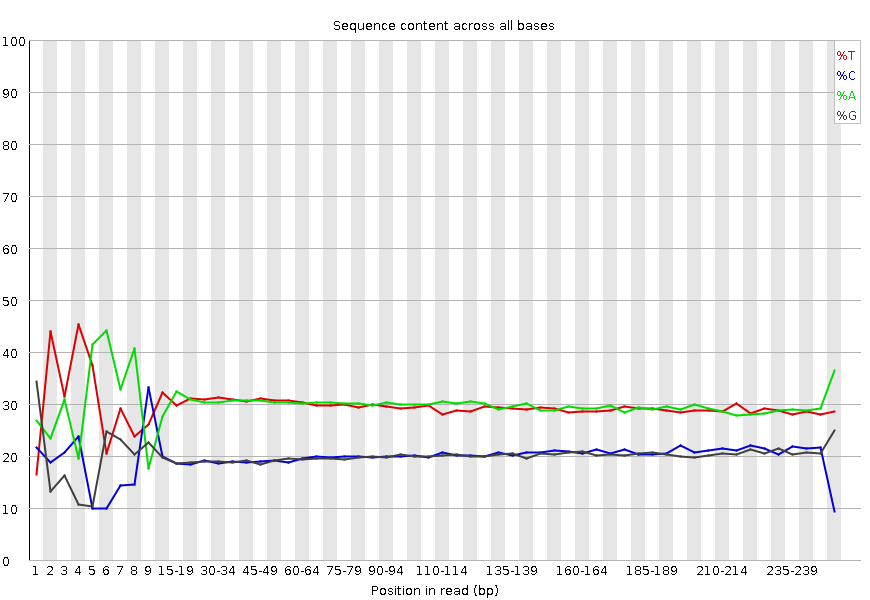 Sequence content across all bases
100
90
80
70
60
50
40
30
20
10
0
%T
%C
%A
%G
1 2 3 4 5 6 7 8 9 15-19 30-34 45-49 60-64 75-79 90-94 110-114 135-139 160-164 185-189 210-214 235-239
Position in read (bp)